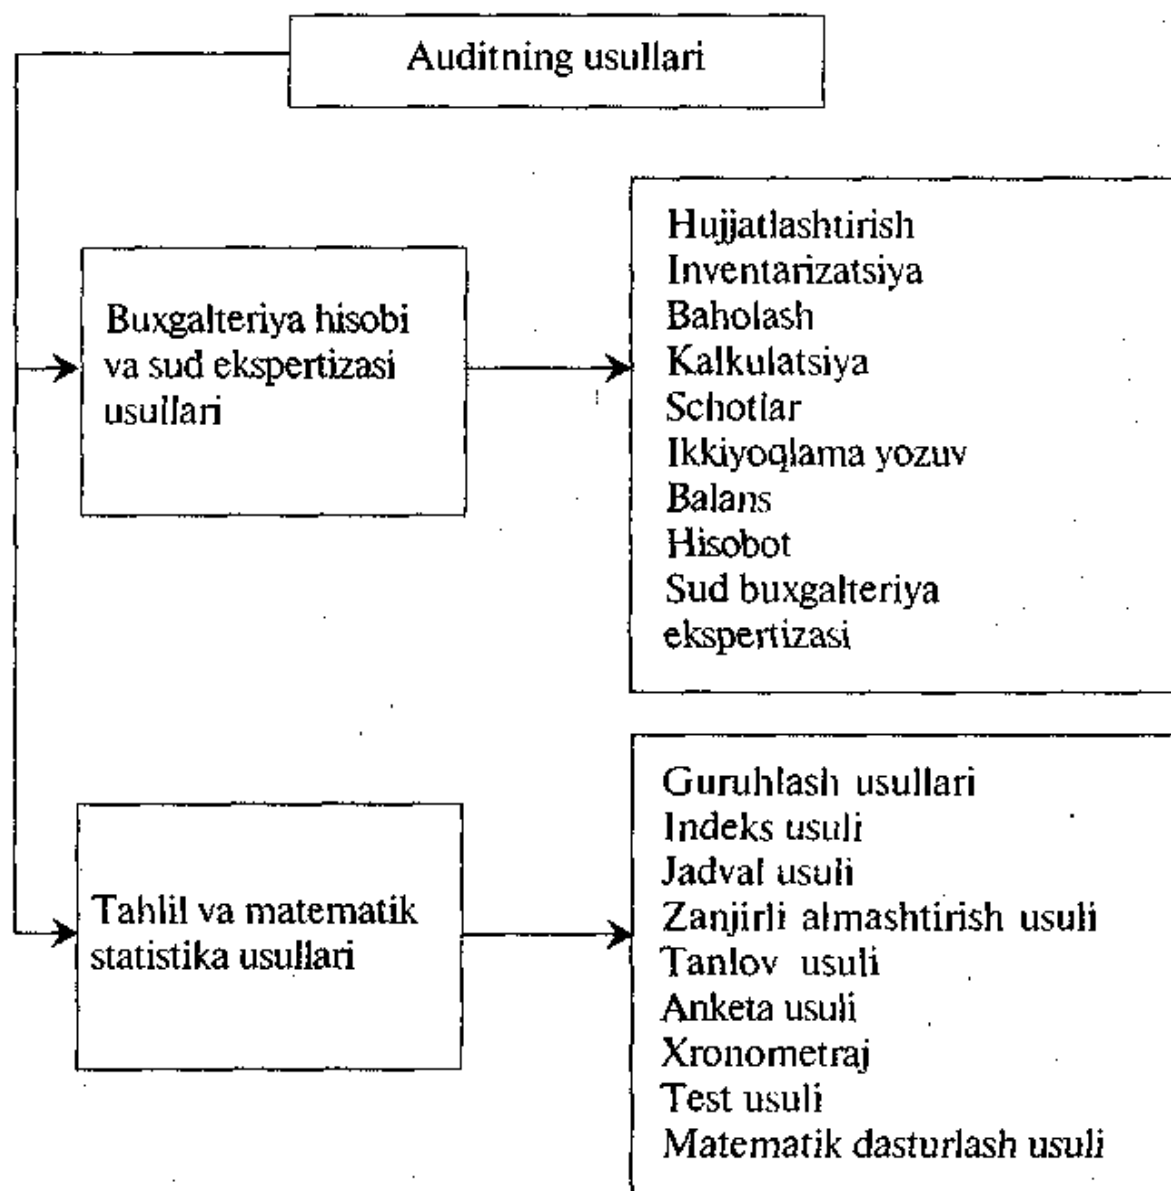 Auditning usullari
Buxgalteriya hisobi
va sud ekspertizasi
usullari
Hujjatlashtirish
Inventarizatsiya
Baholash
Kalkulatsiya
Schotlar
Ikkiyoqlama yozuv
Balans
Hisobot
Sud buxgalteriya
ekspertizasi
Tahlil va matematik
statistika usullari
Guruhlash usullari
Indeks usuli
Jadval usuli
Zanjirli almashtirish usuli
Tanlov usuli
Anketa usuli
Xronometraj
Test usuli
Matematik dasturlash usuli